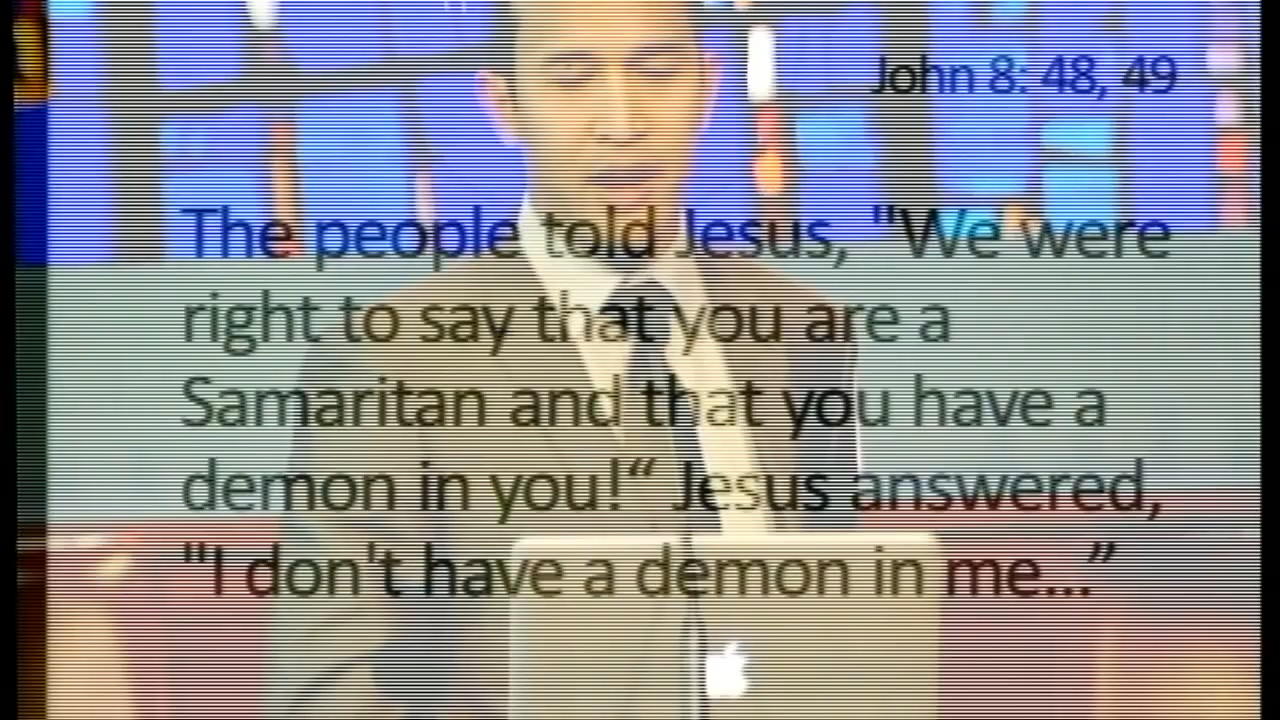 John 8: 48, 49
The people told Jesus, "We were
right to say that you are a
Samaritan and that you have a
demon in you!“ Jesus answered,
"I don't have a demon in me...”